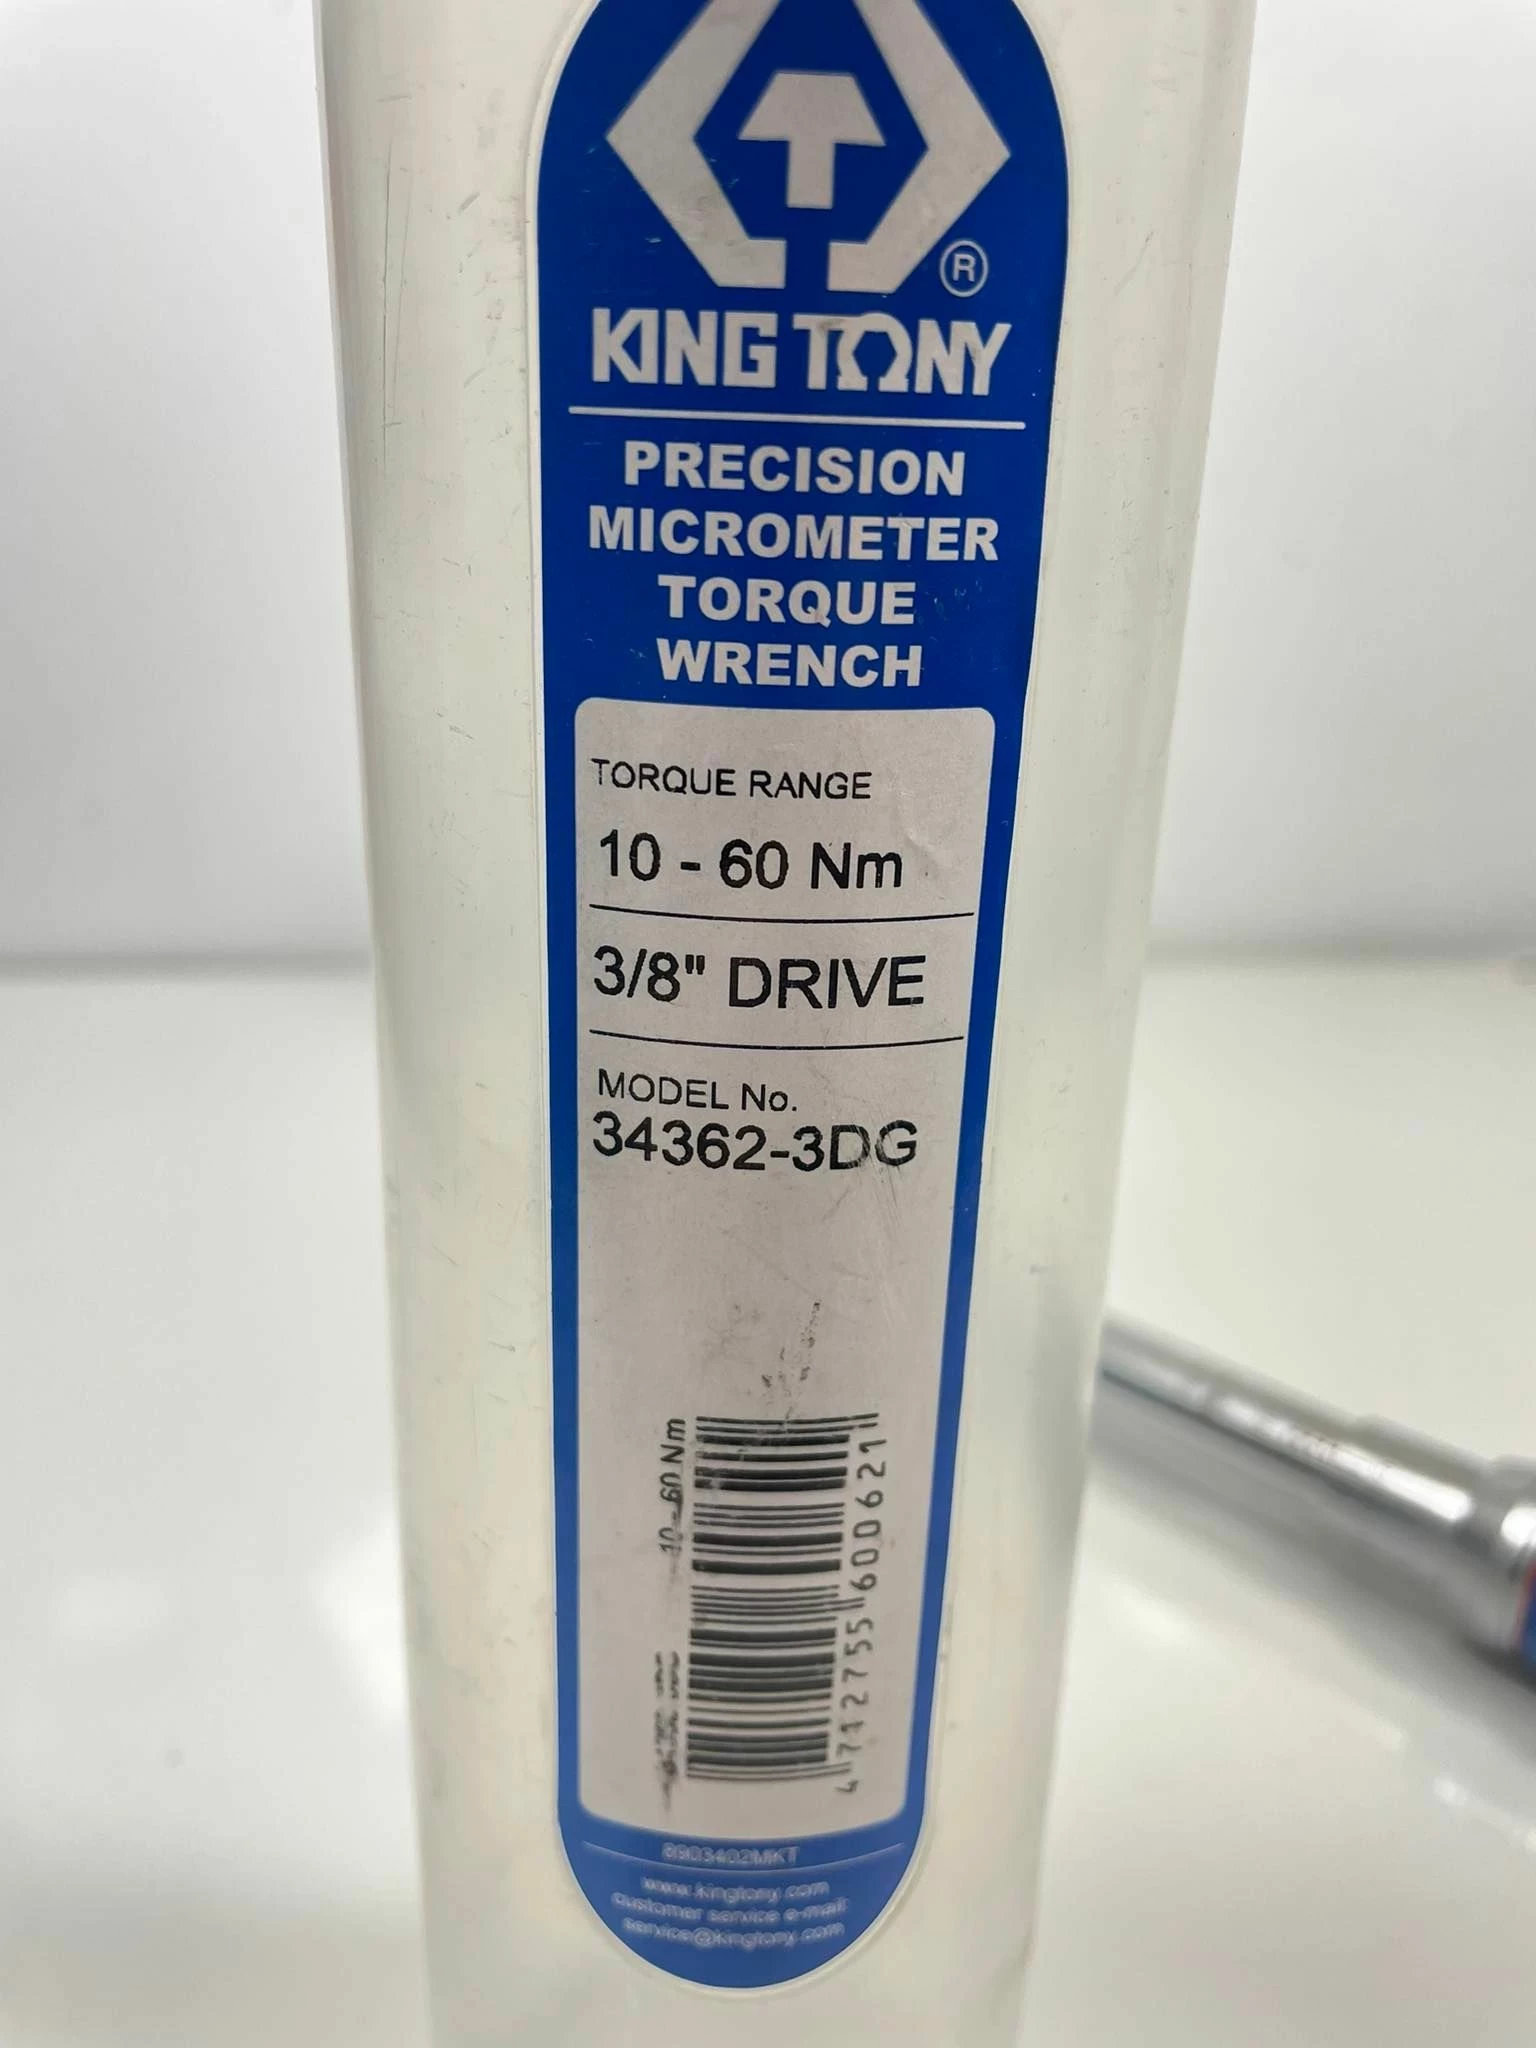 ®
KING TONY
PRECISION
MICROMETER
TORQUE
WRENCH
TORQUE RANGE
10 - 60 Nm
3/8" DRIVE
MODEL No.
34362-3DG
10 - 60 Nm
4 712755 600621
8903402MKT
www.kingtony.com
customer service e-mail:
service@kingtony.com